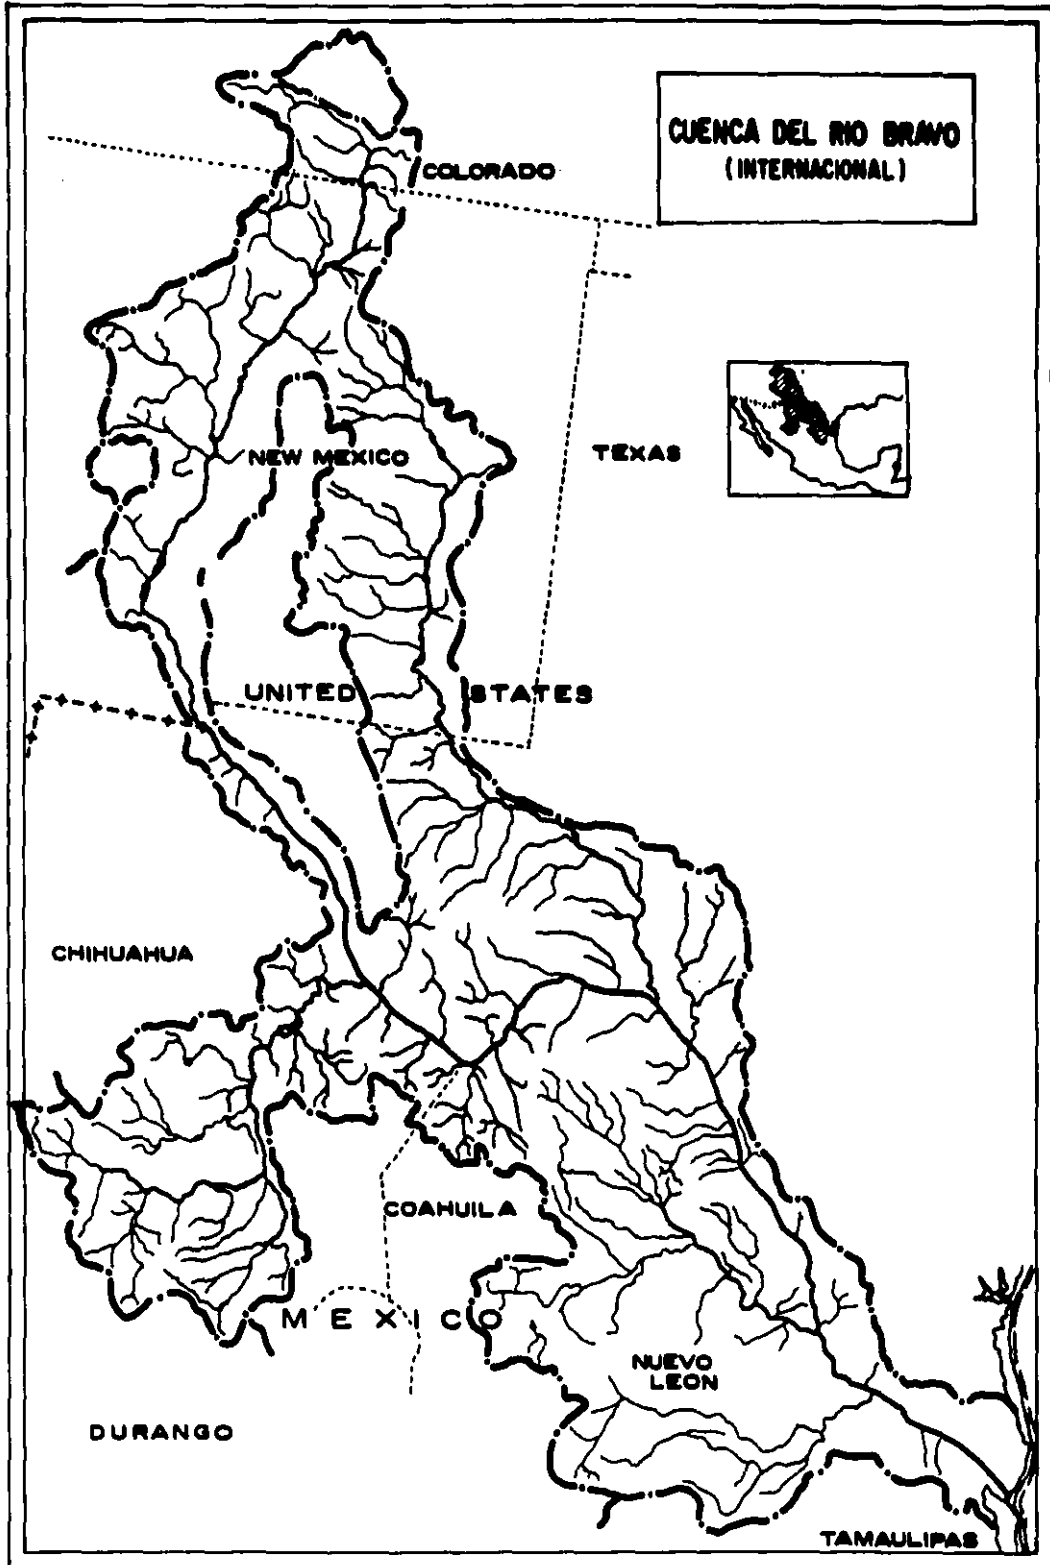 CUENCA DEL RIO BRAVO
(INTERNACIONAL)
COLORADO
NEW MEXICO
TEXAS
UNITED STATES
CHIHUAHUA
COAHUILA
MEXICO
NUEVO
LEON
DURANGO
TAMAULIPAS